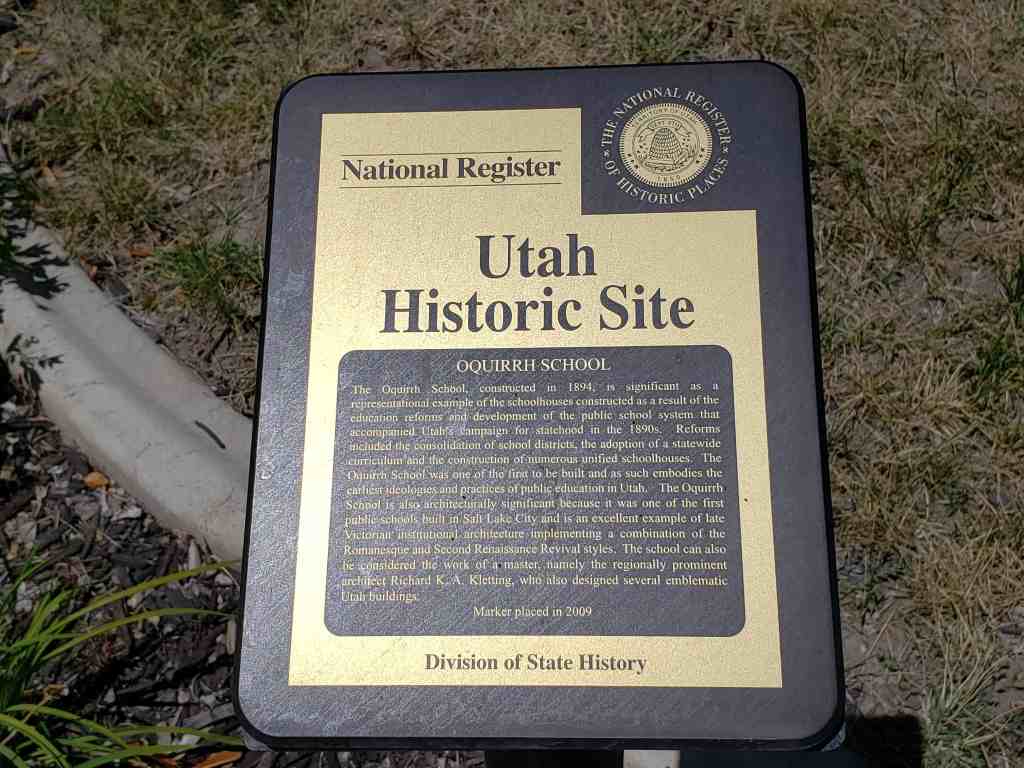 THE NATIONAL REGISTER
OF HISTORIC PLACES
National Register
Utah
Historic Site
OQUIRRH SCHOOL
The Oquirrh School, constructed in 1894, is significant as a
representational example of the schoolhouses constructed as a result of the
education reforms and development of the public school system that
accompanied Utah's campaign for statehood in the 1890s. Reforms
included the consolidation of school districts, the adoption of a statewide
curriculum and the construction of numerous unified schoolhouses. The
Oquirrh School was one of the first to be built and as such embodies the
earliest ideologies and practices of public education in Utah. The Oquirrh
School is also architecturally significant because it was one of the first
public schools built in Salt Lake City and is an excellent example of late
Victorian institutional architecture implementing a combination of the
Romanesque and Second Renaissance Revival styles. The school can also
be considered the work of a master, namely the regionally prominent
architect Richard K. A. Kletting, who also designed several emblematic
Utah buildings.
Marker placed in 2009
Division of State History